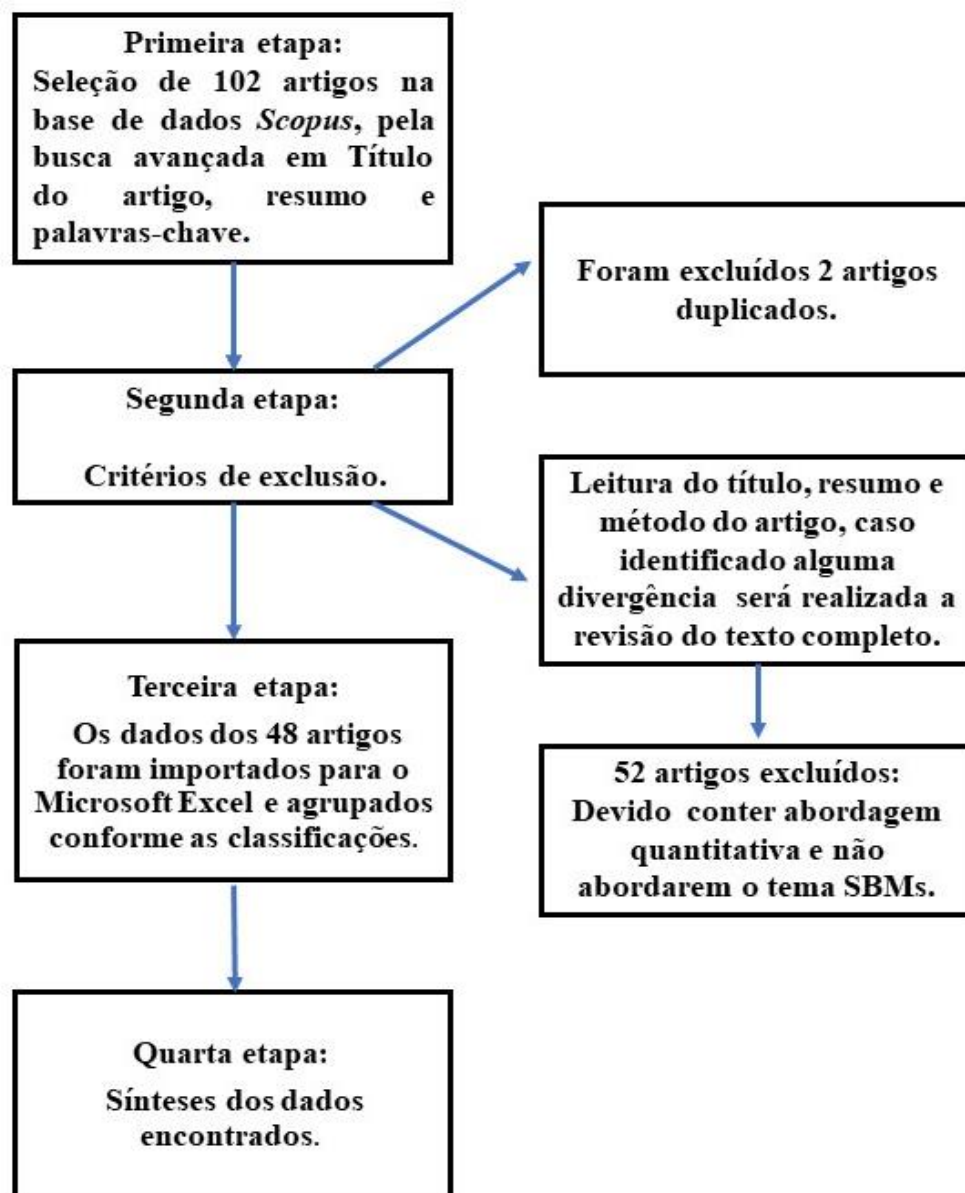 Primeira etapa:
Seleção de 102 artigos na
base de dados Scopus, pela
busca avançada em Título
do artigo, resumo e
palavras-chave.
Foram excluídos 2 artigos
duplicados.
Segunda etapa:
Critérios de exclusão.
Leitura do título, resumo e
método do artigo, caso
identificado alguma
divergência será realizada a
revisão do texto completo.
Terceira etapa:
Os dados dos 48 artigos
foram importados para o
Microsoft Excel e agrupados
conforme as classificações.
52 artigos excluídos:
Devido conter abordagem
quantitativa e não
abordarem o tema SBMs.
Quarta etapa:
Sínteses dos dados
encontrados.